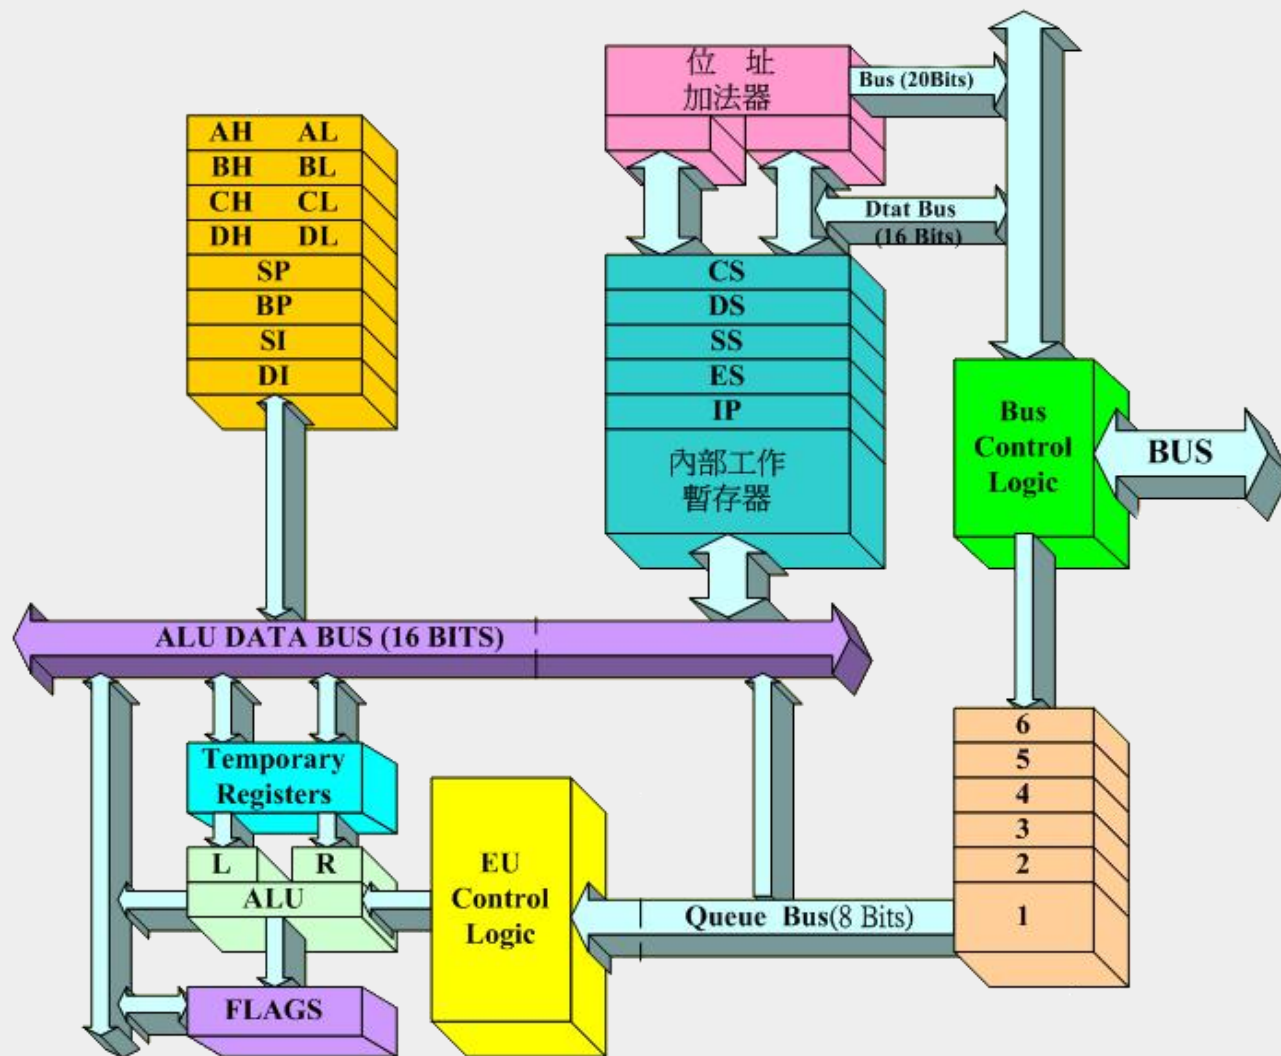 位 址
加法器
Bus (20Bits)
AH AL
BH BL
CH CL
DH DL
SP
BP
SI
DI
Dtat Bus
(16 Bits)
CS
DS
SS
ES
IP
內部工作
暫存器
Bus
Control
Logic
BUS
ALU DATA BUS (16 BITS)
6
5
4
3
2
1
Temporary
Registers
L R
ALU
EU
Control
Logic
Queue Bus(8 Bits)
FLAGS